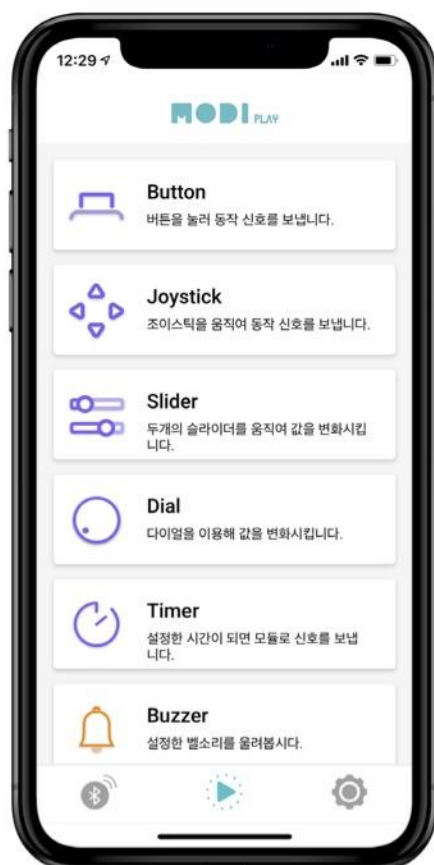 12:29
MODI PLAY
Button
버튼을 눌러 동작 신호를 보냅니다.
Joystick
조이스틱을 움직여 동작 신호를 보냅니다.
Slider
두개의 슬라이더를 움직여 값을 변화시킵
니다.
Dial
다이얼을 이용해 값을 변화시킵니다.
Timer
설정한 시간이 되면 모듈로 신호를 보냅
니다.
Buzzer
설정한 벨소리를 울려봅시다.